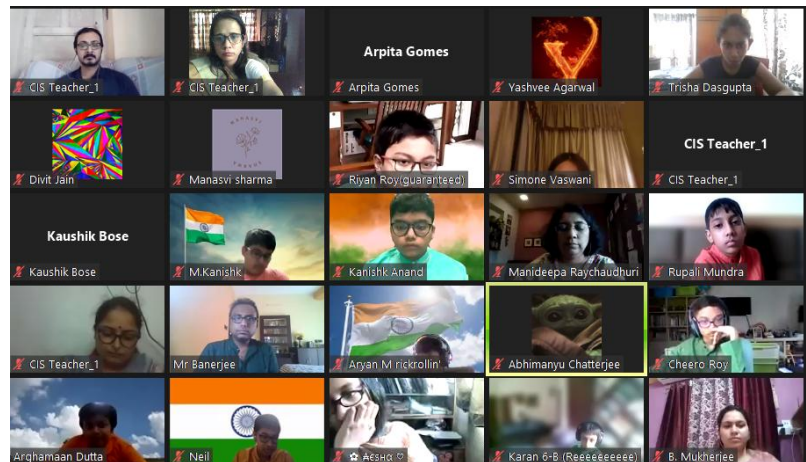 CIS Teacher_1
CIS Teacher_1
Arpita Gomes
Arpita Gomes
Yashvee Agarwal
Trisha Dasgupta
Divit Jain
MANASVI
Manasvi sharma
Riyan Roy(guaranteed)
Simone Vaswani
CIS Teacher_1
CIS Teacher_1
Kaushik Bose
Kaushik Bose
M.Kanishk
Kanishk Anand
Manideepa Raychaudhuri
Rupali Mundra
CIS Teacher_1
Mr Banerjee
Aryan M rickrollin'
Abhimanyu Chatterjee
Cheero Roy
Arghamaan Dutta
Neil
Karan 6-B (Reeeeeeeeee)
B. Mukherjee